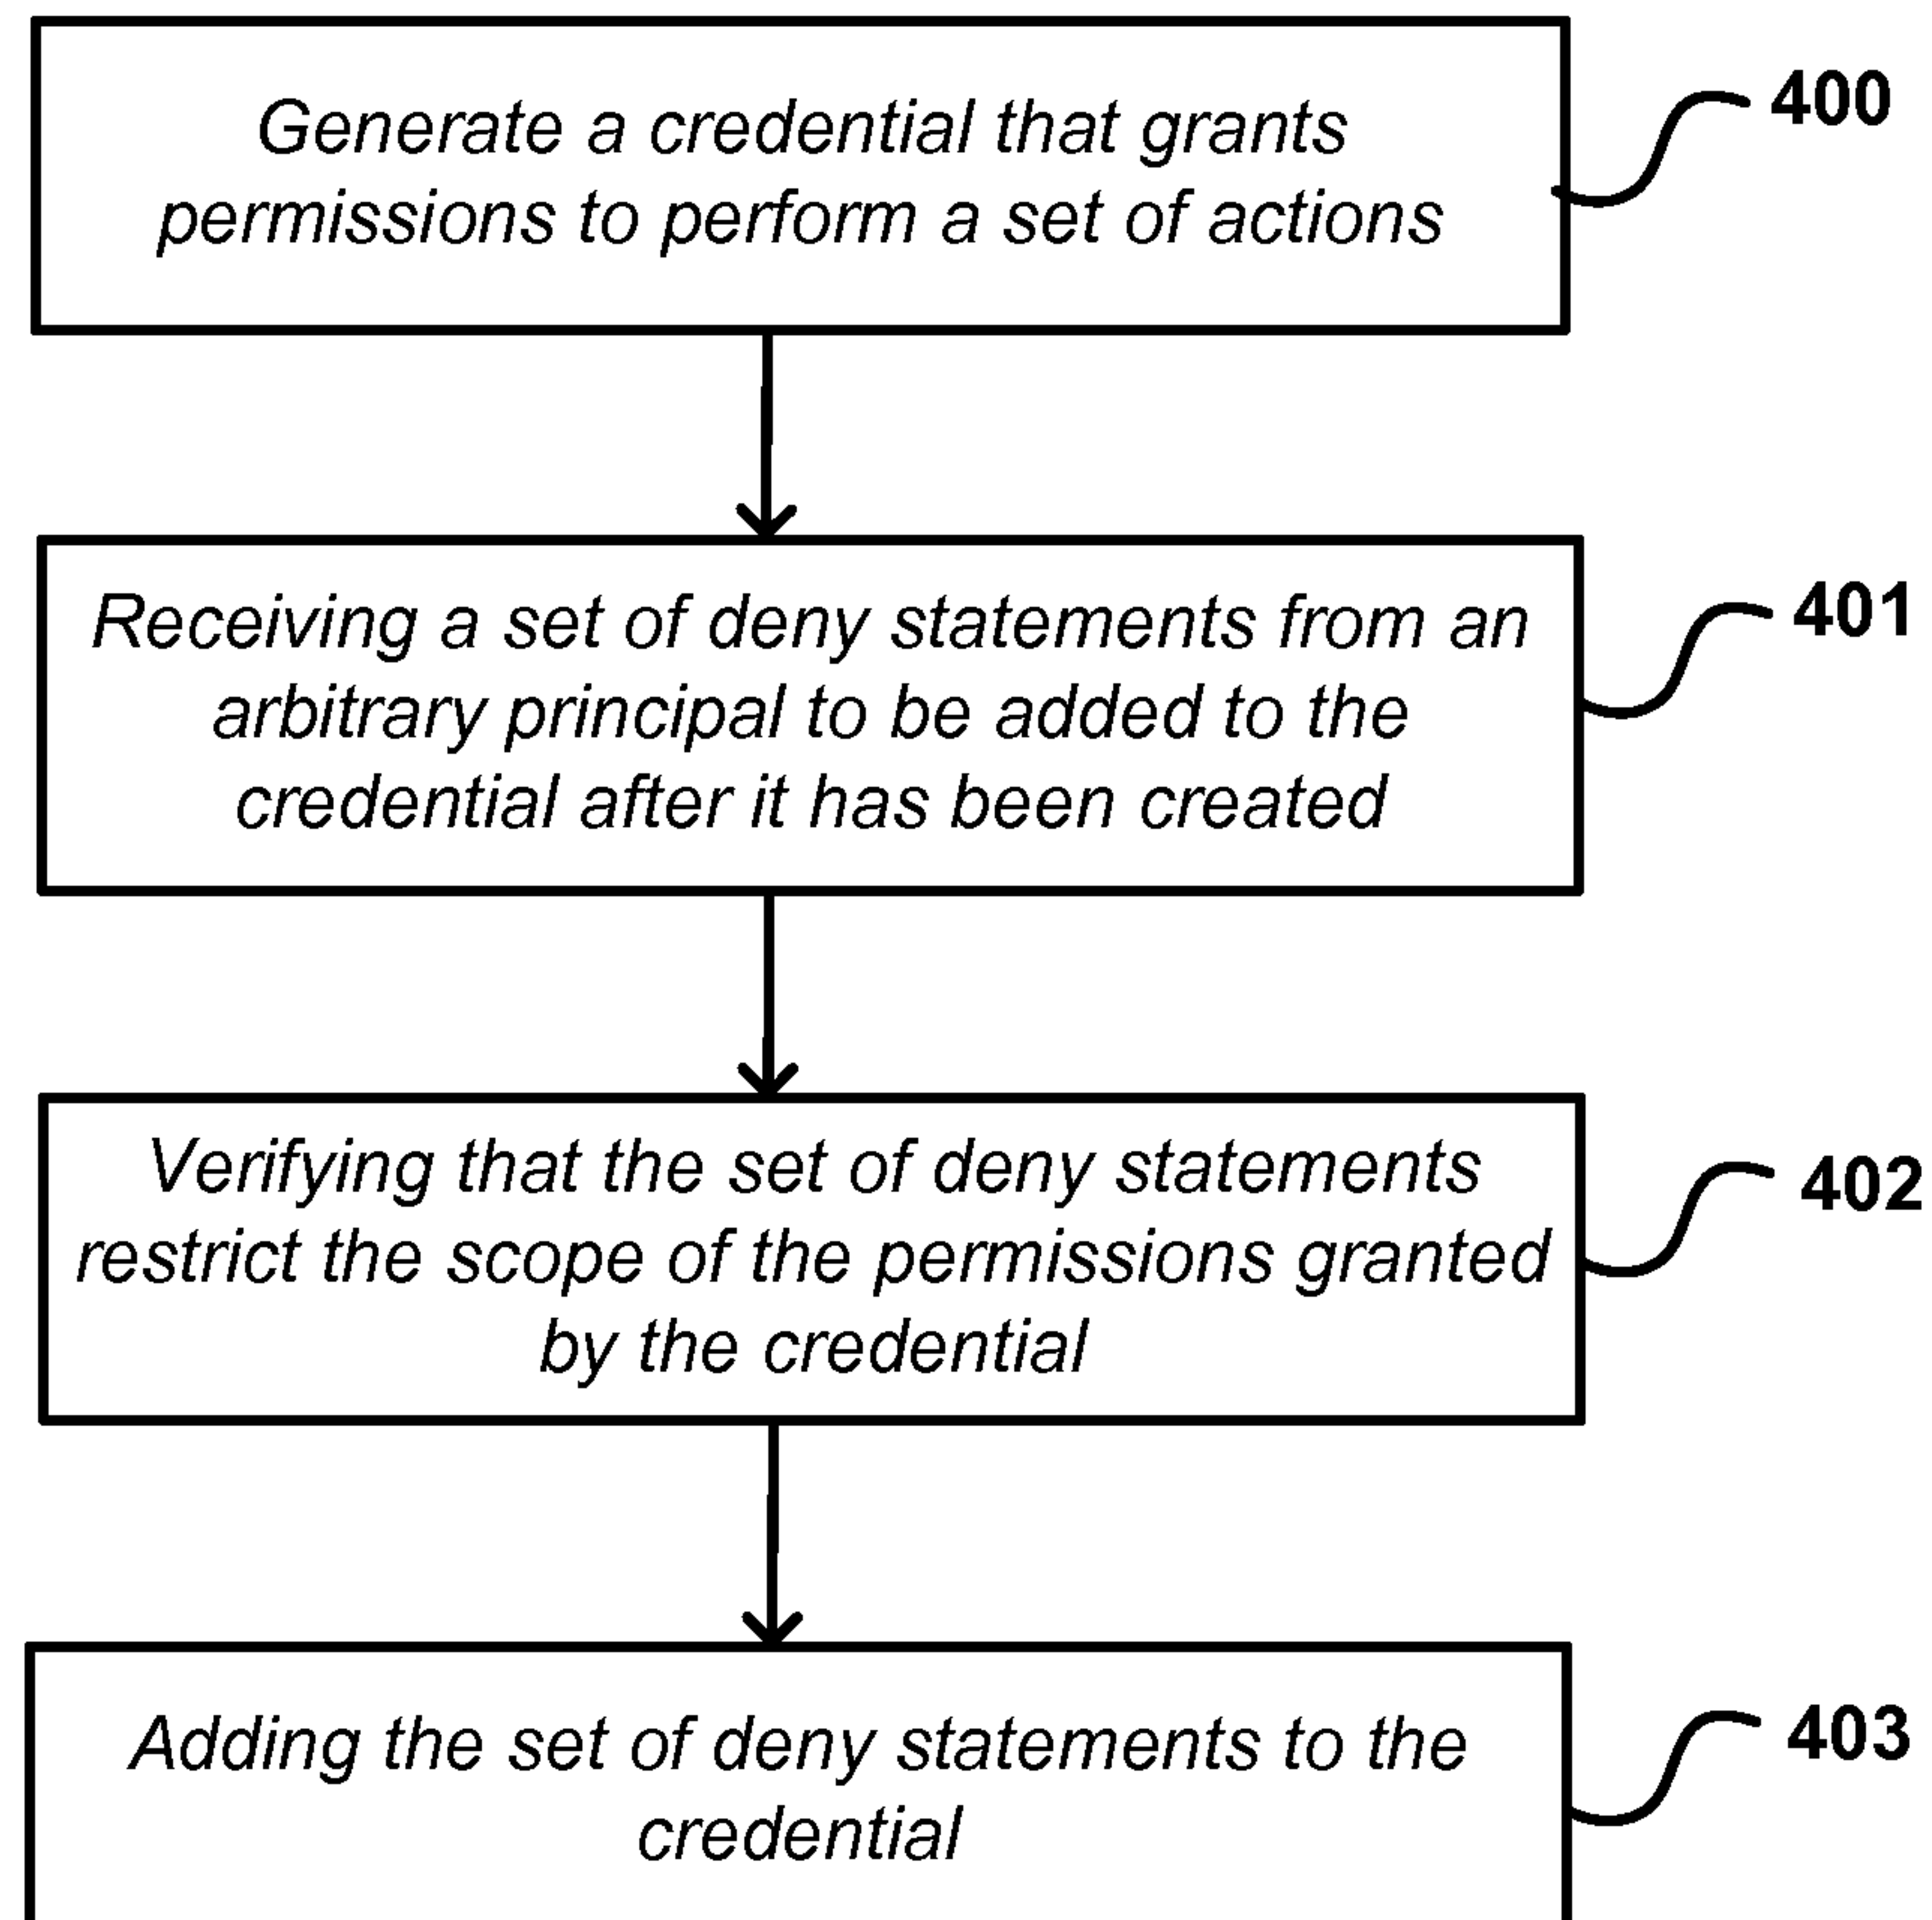 Generate a credential that grants
permissions to perform a set of actions
400
Receiving a set of deny statements from an
arbitrary principal to be added to the
credential after it has been created
401
Verifying that the set of deny statements
restrict the scope of the permissions granted
by the credential
402
Adding the set of deny statements to the
credential
403